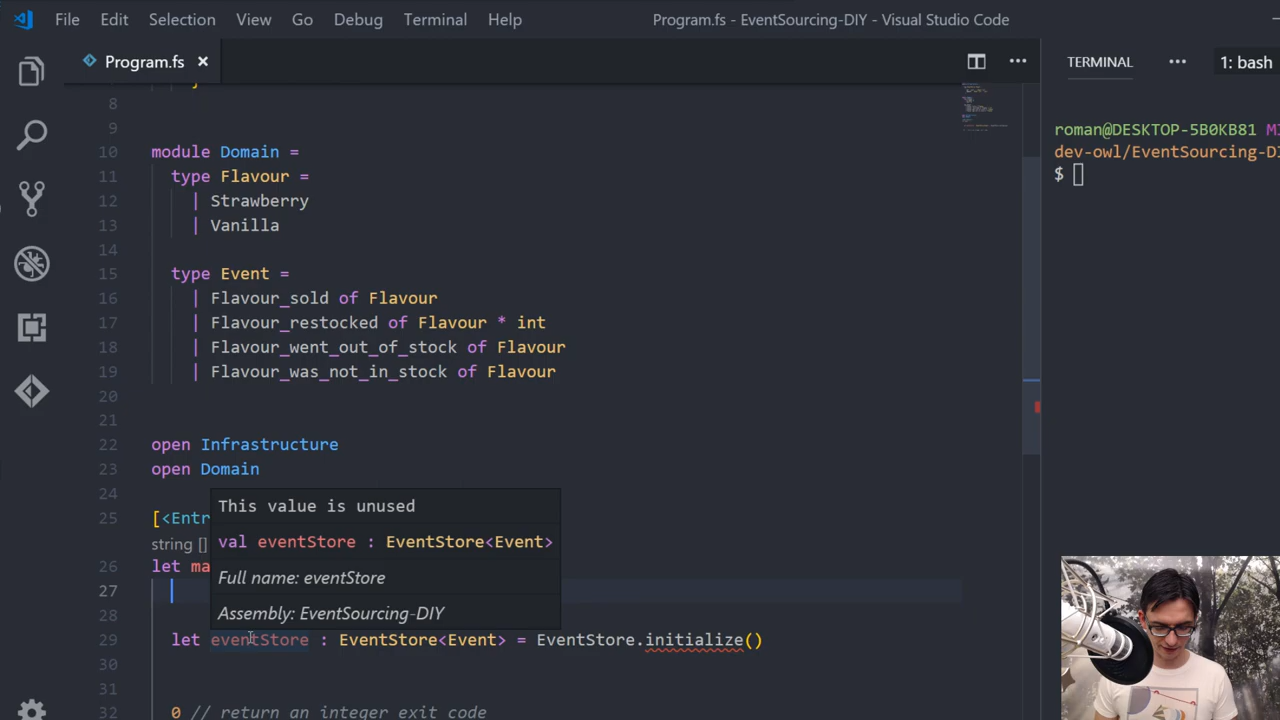 File Edit Selection View Go Debug Terminal Help Program.fs - EventSourcing-DIY - Visual Studio Code
Program.fs × TERMINAL 1: bash
8
9
10 module Domain =
11 type Flavour =
12 | Strawberry
13 | Vanilla
14
15 type Event =
16 | Flavour_sold of Flavour
17 | Flavour_restocked of Flavour * int
18 | Flavour_went_out_of_stock of Flavour
19 | Flavour_was_not_in_stock of Flavour
20
21
22 open Infrastructure
23 open Domain
24
25 [<Entr
string []
26 let ma
27
28
29 let eventStore : EventStore<Event> = EventStore.initialize()
30
31
32 0 // return an integer exit code
This value is unused
val eventStore : EventStore<Event>
Full name: eventStore
Assembly: EventSourcing-DIY
roman@DESKTOP-5B0KB81 M
dev-owl/EventSourcing-D
$